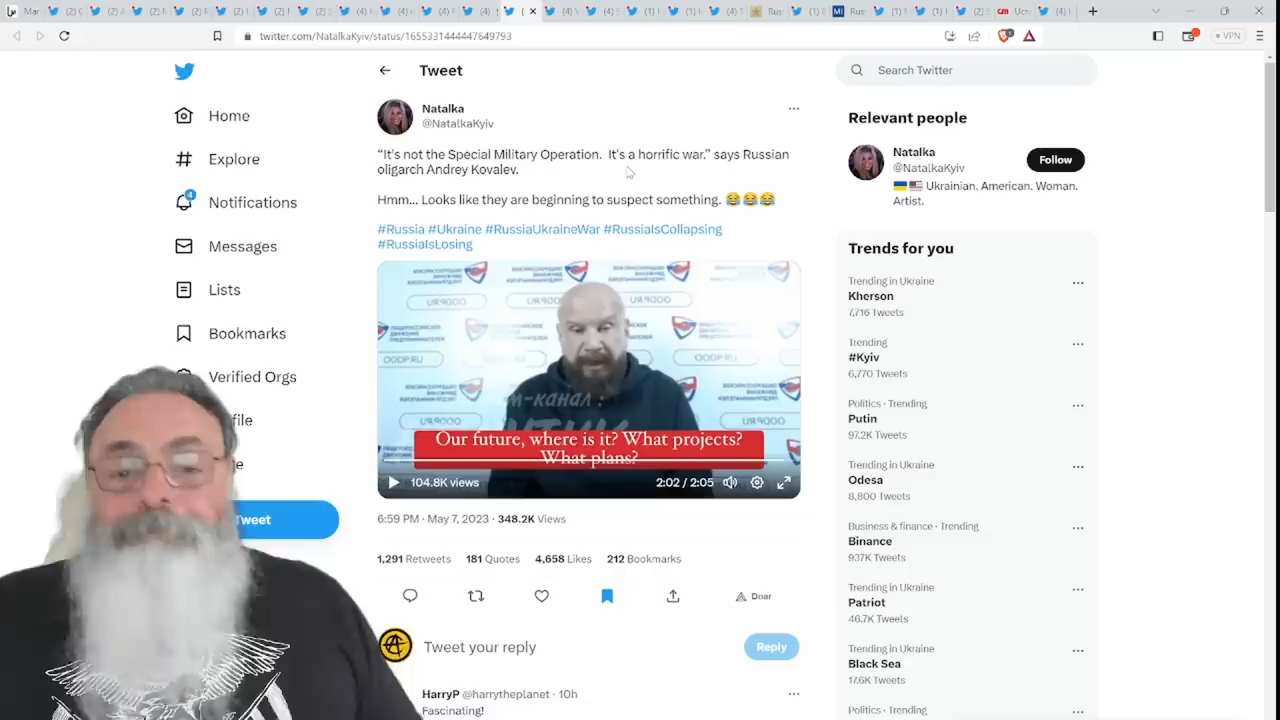 twitter.com/NatalkaKyiv/status/1655331444447649793
VPN
Home
Explore
4
Notifications
Messages
Lists
Bookmarks
Verified Orgs
Tweet
Natalka
@NatalkaKyiv
“It's not the Special Military Operation. It's a horrific war.” says Russian
oligarch Andrey Kovalev.
Hmm... Looks like they are beginning to suspect something. 😂😂😂
#Russia #Ukraine #RussiaUkraineWar #RussiaIsCollapsing
#RussiaIsLosing
OODP.RU
Our future, where is it? What projects?
What plans?
104.8K views
2:02 / 2:05
6:59 PM · May 7, 2023 · 348.2K Views
1,291 Retweets 181 Quotes 4,658 Likes 212 Bookmarks
Doar
Tweet your reply
Reply
HarryP @harrytheplanet · 10h
Fascinating!
Search Twitter
Relevant people
Natalka
@NatalkaKyiv
Follow
🇺🇦🇺🇸 Ukrainian. American. Woman.
Artist.
Trends for you
Trending in Ukraine
Kherson
7,716 Tweets
Trending
#Kyiv
6,770 Tweets
Politics · Trending
Putin
97.2K Tweets
Trending in Ukraine
Odesa
8,800 Tweets
Business & finance · Trending
Binance
937K Tweets
Trending in Ukraine
Patriot
46.7K Tweets
Trending in Ukraine
Black Sea
17.6K Tweets
Politics · Trending